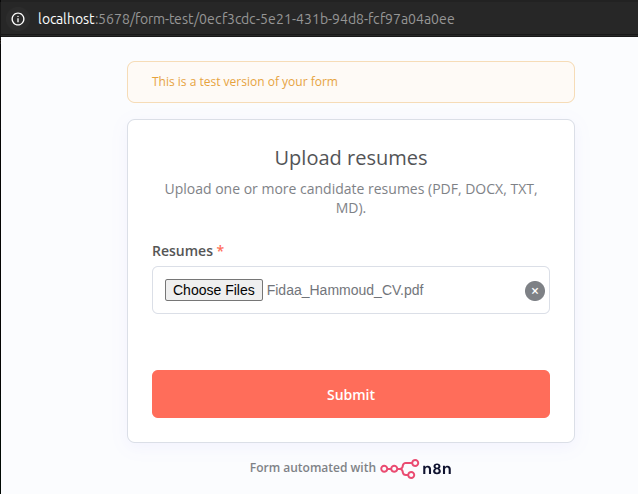 localhost:5678/form-test/0ecf3cdc-5e21-431b-94d8-fcf97a04a0ee
This is a test version of your form
Upload resumes
Upload one or more candidate resumes (PDF, DOCX, TXT,
MD).
Resumes *
Choose Files Fidaa_Hammoud_CV.pdf
Submit
Form automated with n8n